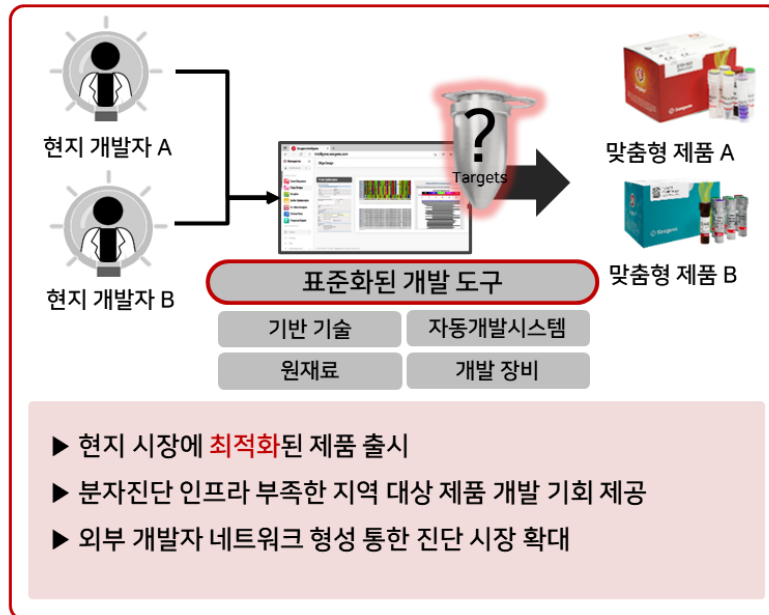 현지 개발자 A
현지 개발자 B
?
Targets
맞춤형 제품 A
맞춤형 제품 B
표준화된 개발 도구
기반 기술
자동개발시스템
원재료
개발 장비
▶ 현지 시장에 최적화된 제품 출시
▶ 분자진단 인프라 부족한 지역 대상 제품 개발 기회 제공
▶ 외부 개발자 네트워크 형성 통한 진단 시장 확대